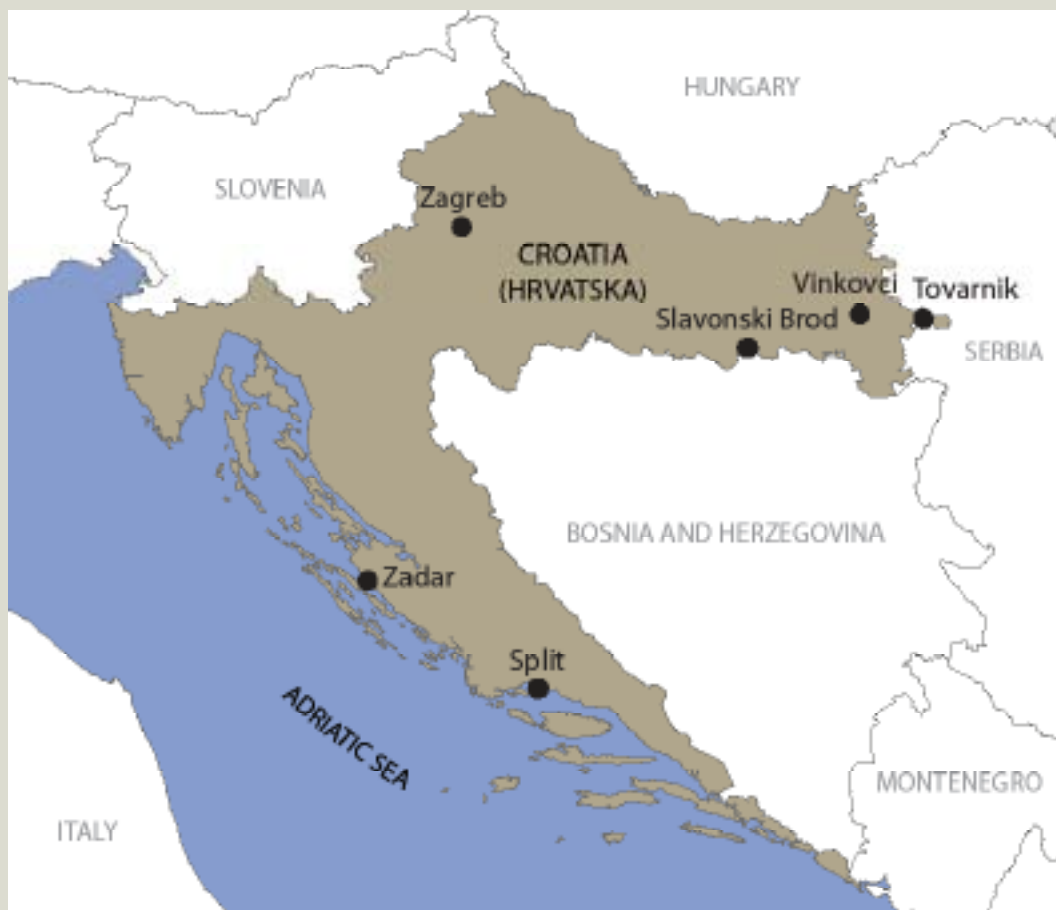 HUNGARY
SLOVENIA
Zagreb
CROATIA
(HRVATSKA)
Vinkovci
Tovarnik
Slavonski Brod
SERBIA
BOSNIA AND HERZEGOVINA
Zadar
Split
ADRIATIC SEA
MONTENEGRO
ITALY